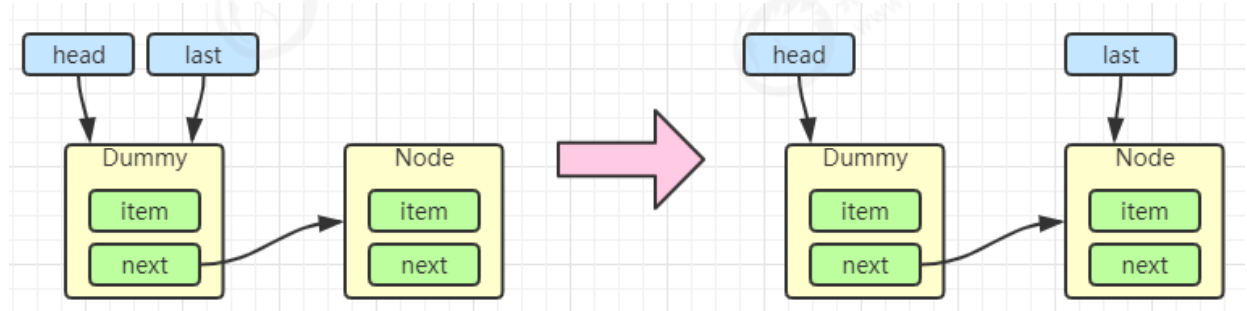 head last head last
Dummy Node Dummy Node
item item item item
next next next next